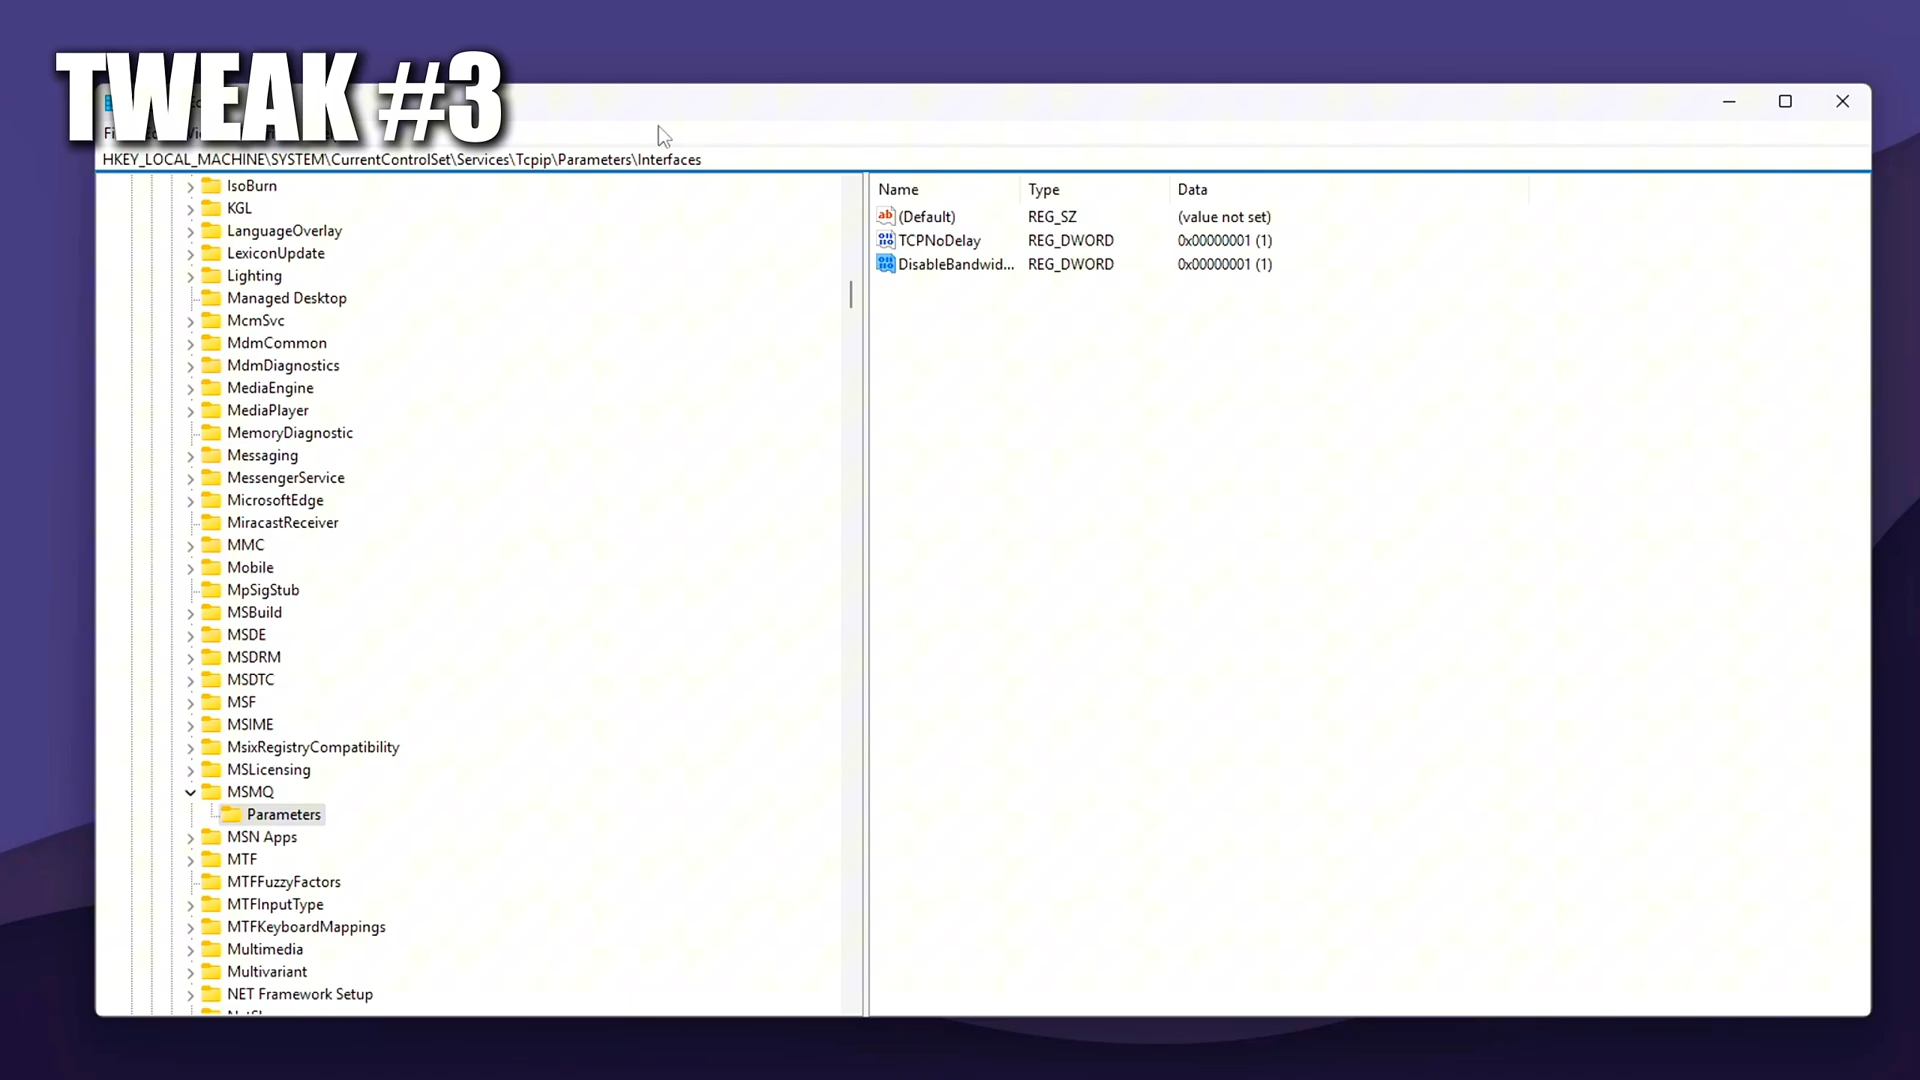 TWEAK #3
HKEY_LOCAL_MACHINE\SYSTEM\CurrentControlSet\Services\Tcpip\Parameters\Interfaces
IsoBurn
KGL
LanguageOverlay
LexiconUpdate
Lighting
Managed Desktop
McmSvc
MdmCommon
MdmDiagnostics
MediaEngine
MediaPlayer
MemoryDiagnostic
Messaging
MessengerService
MicrosoftEdge
MiracastReceiver
MMC
Mobile
MpSigStub
MSBuild
MSDE
MSDRM
MSDTC
MSF
MSIME
MsixRegistryCompatibility
MSLicensing
MSMQ
Parameters
MSN Apps
MTF
MTFFuzzyFactors
MTFInputType
MTFKeyboardMappings
Multimedia
Multivariant
NET Framework Setup
Name Type Data
(Default) REG_SZ (value not set)
TCPNoDelay REG_DWORD 0x00000001 (1)
DisableBandwid... REG_DWORD 0x00000001 (1)